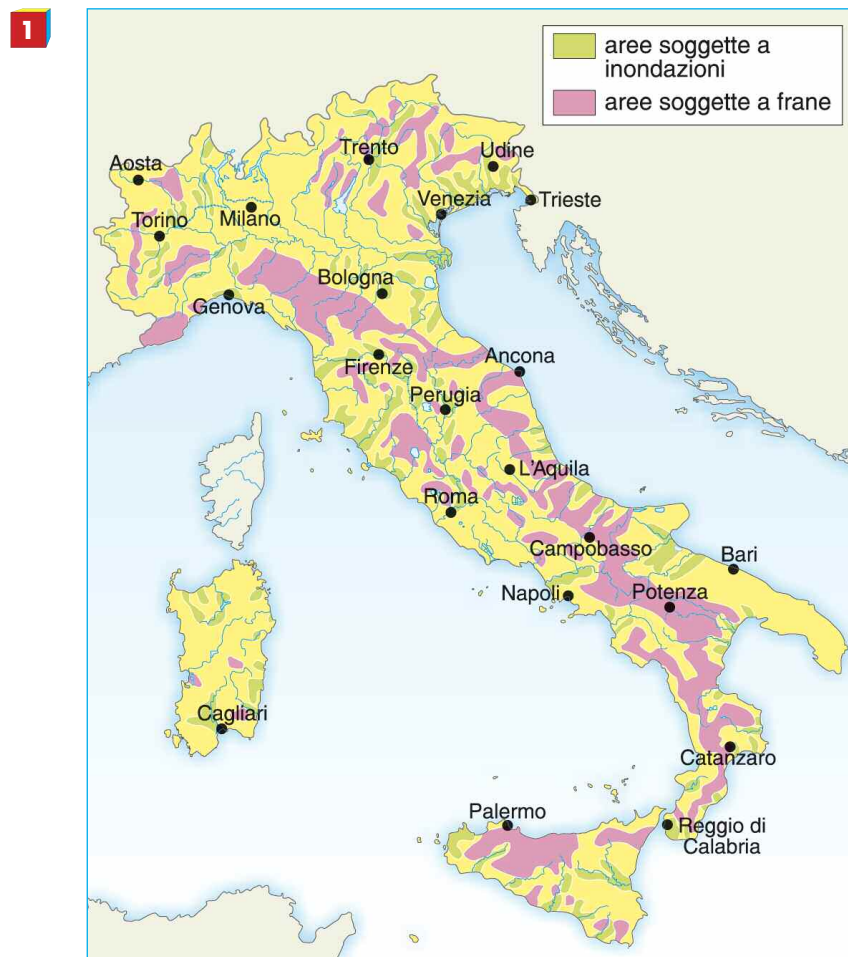 1
aree soggette a
inondazioni
aree soggette a frane
Trento
Udine
Aosta
Venezia
Trieste
Torino
Milano
Bologna
Genova
Ancona
Firenze
Perugia
L'Aquila
Roma
Campobasso
Bari
Napoli
Potenza
Cagliari
Catanzaro
Palermo
Reggio di
Calabria